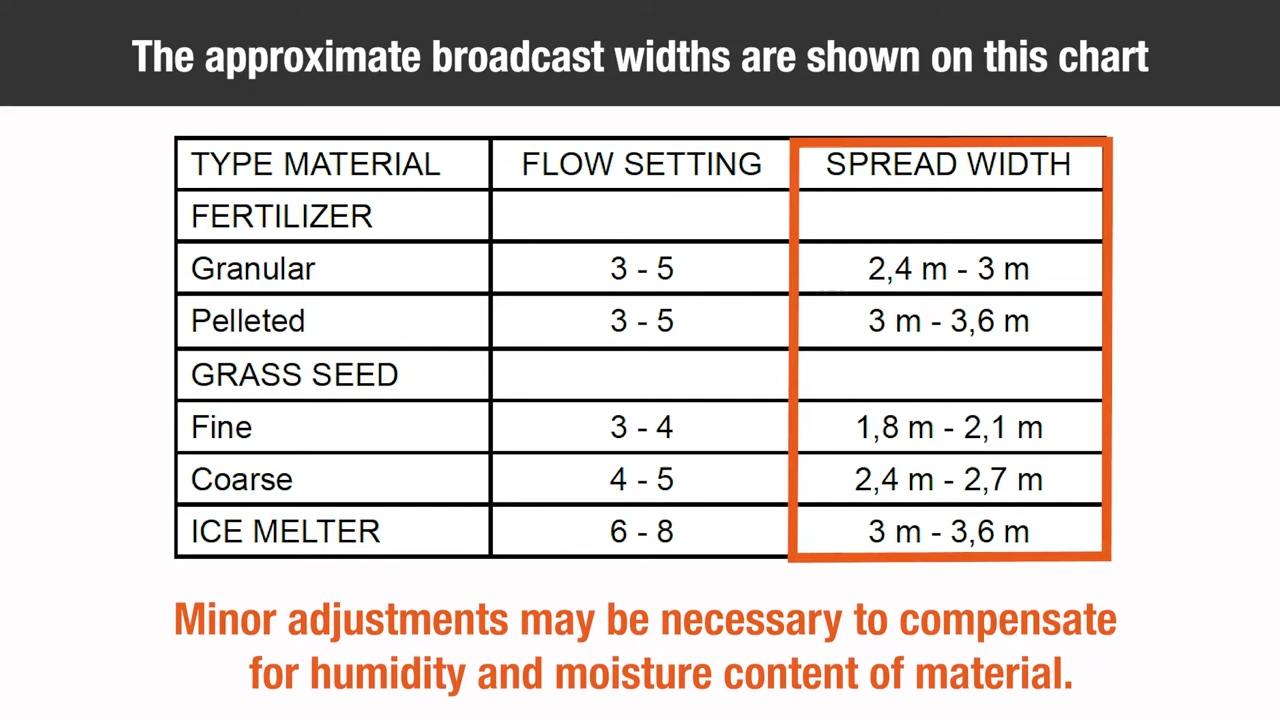 The approximate broadcast widths are shown on this chart
TYPE MATERIAL FLOW SETTING SPREAD WIDTH
FERTILIZER
Granular 3 - 5 2,4 m - 3 m
Pelleted 3 - 5 3 m - 3,6 m
GRASS SEED
Fine 3 - 4 1,8 m - 2,1 m
Coarse 4 - 5 2,4 m - 2,7 m
ICE MELTER 6 - 8 3 m - 3,6 m
Minor adjustments may be necessary to compensate
for humidity and moisture content of material.